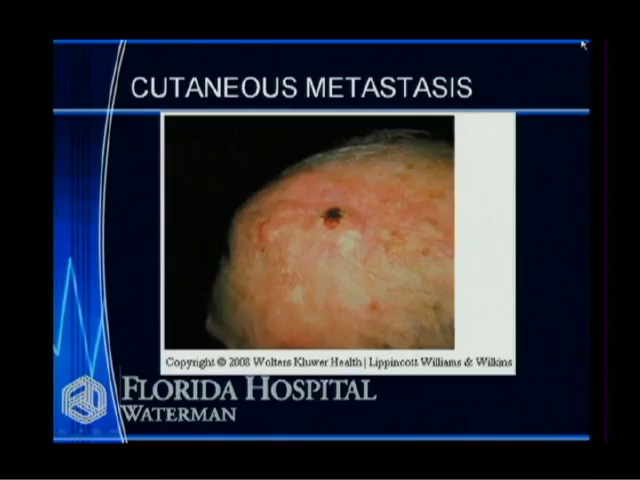 CUTANEOUS METASTASIS
Copyright © 2008 Wolters Kluwer Health | Lippincott Williams & Wilkins
FLORIDA HOSPITAL
WATERMAN